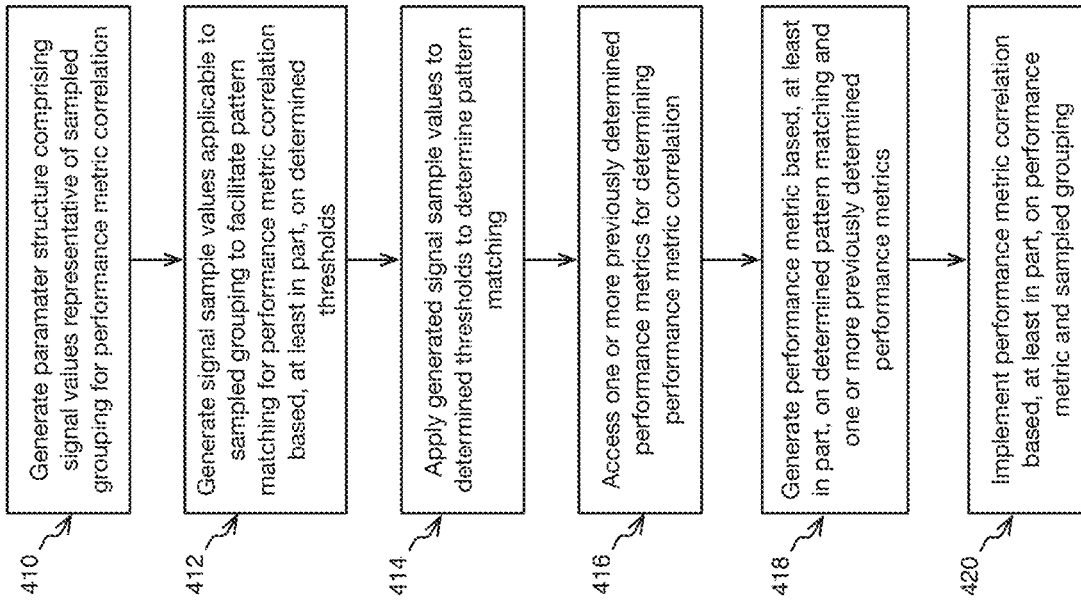 410
Generate paramater structure comprising
signal values representative of sampled
grouping for performance metric correlation
412
Generate signal sample values applicable to
sampled grouping to facilitate pattern
matching for performance metric correlation
based, at least in part, on determined
thresholds
414
Apply generated signal sample values to
determined thresholds to determine pattern
matching
416
Access one or more previously determined
performance metrics for determining
performance metric correlation
418
Generate performance metric based, at least
in part, on determined pattern matching and
one or more previously determined
performance metrics
420
Implement performance metric correlation
based, at least in part, on performance
metric and sampled grouping